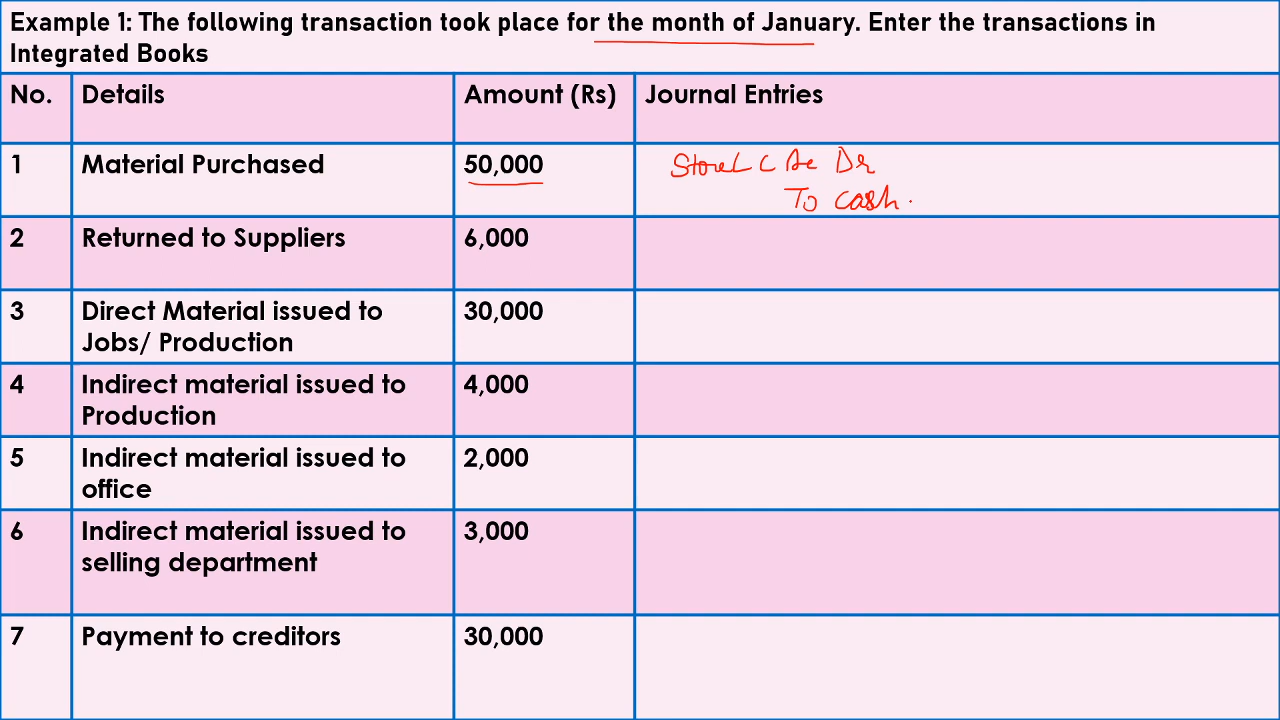 Example 1: The following transaction took place for the month of January. Enter the transactions in
Integrated Books
No. Details Amount (Rs) Journal Entries
1 Material Purchased 50,000 StoreL C Ac Dr
To cash.
2 Returned to Suppliers 6,000
3 Direct Material issued to 30,000
Jobs/ Production
4 Indirect material issued to 4,000
Production
5 Indirect material issued to 2,000
office
6 Indirect material issued to 3,000
selling department
7 Payment to creditors 30,000